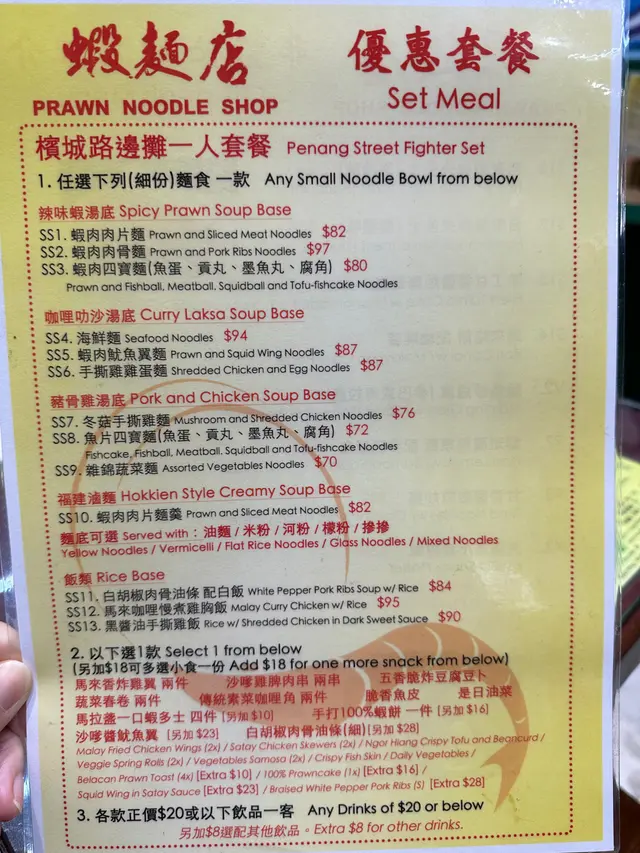 蝦麵店 優惠套餐
PRAWN NOODLE SHOP Set Meal
檳城路邊攤一人套餐 Penang Street Fighter Set
1. 任選下列(細份)麵食 一款 Any Small Noodle Bowl from below
辣味蝦湯底 Spicy Prawn Soup Base
SS1. 蝦肉肉片麵 Prawn and Sliced Meat Noodles $82
SS2. 蝦肉肉骨麵 Prawn and Pork Ribs Noodles $97
SS3. 蝦肉四寶麵(魚蛋、貢丸、墨魚丸、腐角) $80
Prawn and Fishball, Meatball, Squidball and Tofu-fishcake Noodles
咖哩叻沙湯底 Curry Laksa Soup Base
SS4. 海鮮麵 Seafood Noodles $94
SS5. 蝦肉魷魚翼麵 Prawn and Squid Wing Noodles $87
SS6. 手撕雞雞蛋麵 Shredded Chicken and Egg Noodles $87
豬骨雞湯底 Pork and Chicken Soup Base
SS7. 冬菇手撕雞麵 Mushroom and Shredded Chicken Noodles $76
SS8. 魚片四寶麵(魚蛋、貢丸、墨魚丸、腐角) $72
Fishcake, Fishball, Meatball, Squidball and Tofu-fishcake Noodles
SS9. 雜錦蔬菜麵 Assorted Vegetables Noodles $70
福建滷麵 Hokkien Style Creamy Soup Base
SS10. 蝦肉肉片麵羹 Prawn and Sliced Meat Noodles $82
麵底可選 Served with : 油麵 / 米粉 / 河粉 / 檬粉 / 摻摻
Yellow Noodles / Vermicelli / Flat Rice Noodles / Glass Noodles / Mixed Noodles
飯類 Rice Base
SS11. 白胡椒肉骨油條 配白飯 White Pepper Pork Ribs Soup w/ Rice $84
SS12. 馬來咖哩慢煮雞胸飯 Malay Curry Chicken w/ Rice $95
SS13. 黑醬油手撕雞飯 Rice w/ Shredded Chicken in Dark Sweet Sauce $90
2. 以下選1款 Select 1 from below
(另加$18可多選小食一份 Add $18 for one more snack from below)
馬來香炸雞翼 兩件 沙嗲雞脾肉串 兩串 五香脆炸豆腐豆卜
蔬菜春卷 兩件 傳統素菜咖哩角 兩件 脆香魚皮 是日油菜
馬拉盞一口蝦多士 四件 [另加 $10] 手打100%蝦餅 一件 [另加 $16]
沙嗲醬魷魚翼 [另加 $23] 白胡椒肉骨油條(細)[另加 $28]
Malay Fried Chicken Wings (2x) / Satay Chicken Skewers (2x) / Ngor Hiang Crispy Tofu and Beancurd /
Veggie Spring Rolls (2x) / Vegetables Samosa (2x) / Crispy Fish Skin / Daily Vegetables /
Belacan Prawn Toast (4x) [Extra $10] / 100% Prawncake (1x) [Extra $16] /
Squid Wing in Satay Sauce [Extra $23] / Braised White Pepper Pork Ribs (S) [Extra $28]
3. 各款正價$20或以下飲品一客 Any Drinks of $20 or below
另加$8選配其他飲品。Extra $8 for other drinks.